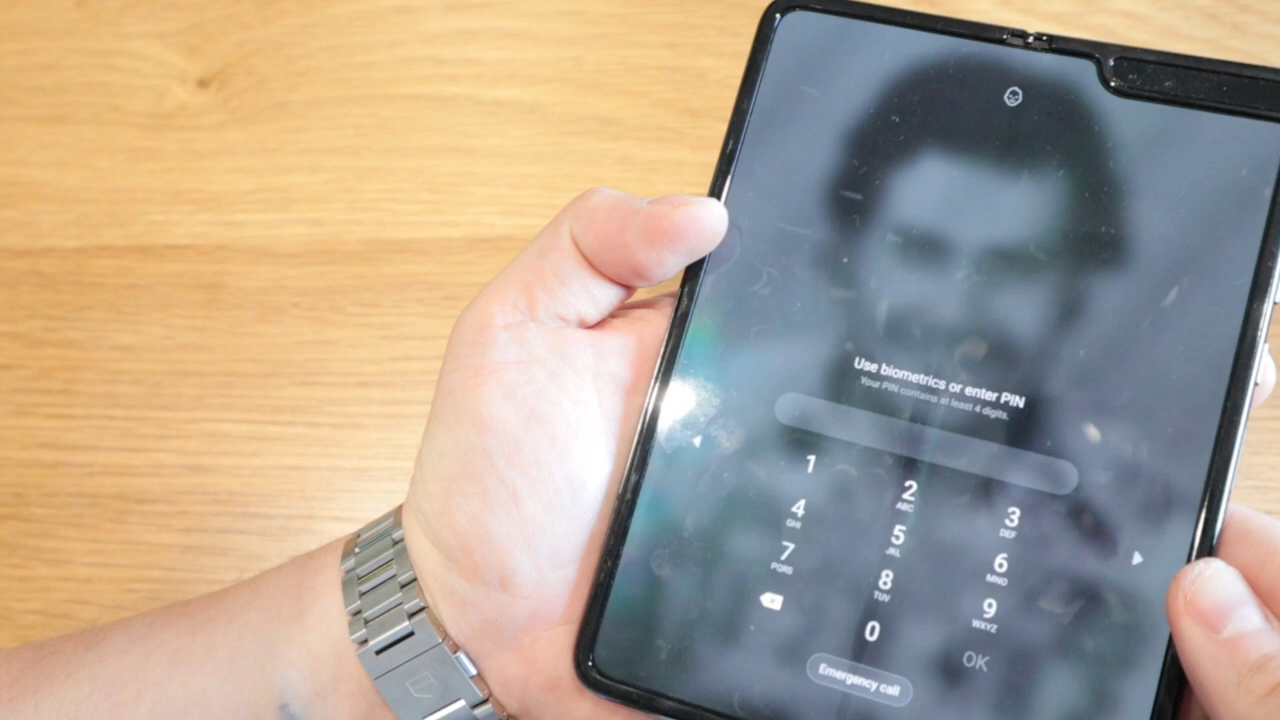 Use biometrics or enter PIN
Your PIN contains at least 4 digits.
1
2
ABC
3
DEF
4
GHI
5
JKL
6
MNO
7
PQRS
8
TUV
9
WXYZ
0
OK
Emergency call